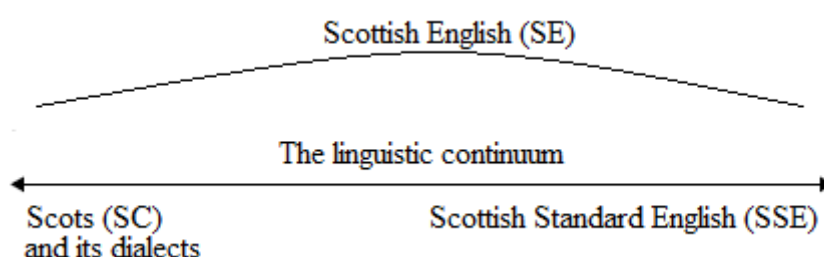 Scottish English (SE)
The linguistic continuum
Scots (SC)
and its dialects
Scottish Standard English (SSE)